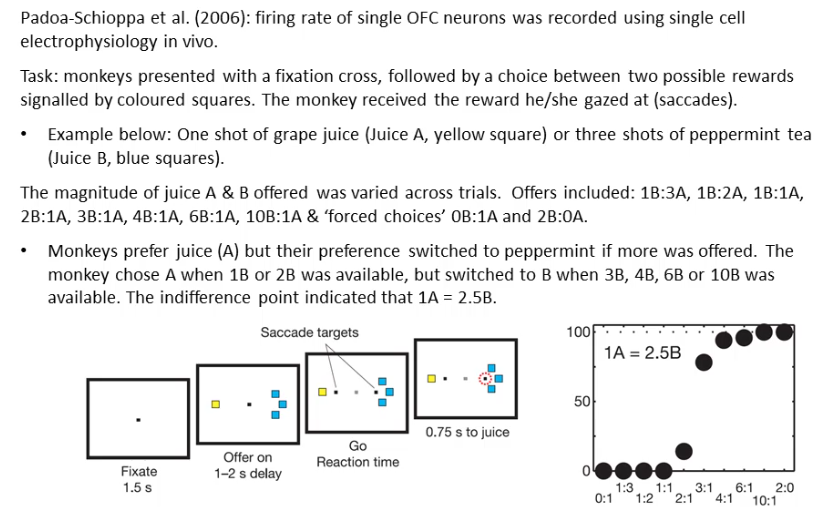 Padoa-Schioppa et al. (2006): firing rate of single OFC neurons was recorded using single cell
electrophysiology in vivo.
Task: monkeys presented with a fixation cross, followed by a choice between two possible rewards
signalled by coloured squares. The monkey received the reward he/she gazed at (saccades).
• Example below: One shot of grape juice (Juice A, yellow square) or three shots of peppermint tea
(Juice B, blue squares).
The magnitude of juice A & B offered was varied across trials. Offers included: 1B:3A, 1B:2A, 1B:1A,
2B:1A, 3B:1A, 4B:1A, 6B:1A, 10B:1A & ‘forced choices’ 0B:1A and 2B:0A.
• Monkeys prefer juice (A) but their preference switched to peppermint if more was offered. The
monkey chose A when 1B or 2B was available, but switched to B when 3B, 4B, 6B or 10B was
available. The indifference point indicated that 1A = 2.5B.
Saccade targets
Fixate
1.5 s
Offer on
1–2 s delay
Go
Reaction time
0.75 s to juice
100
50
0
1A = 2.5B
1:3 1:1 3:1 6:1 2:0
0:1 1:2 2:1 4:1 10:1